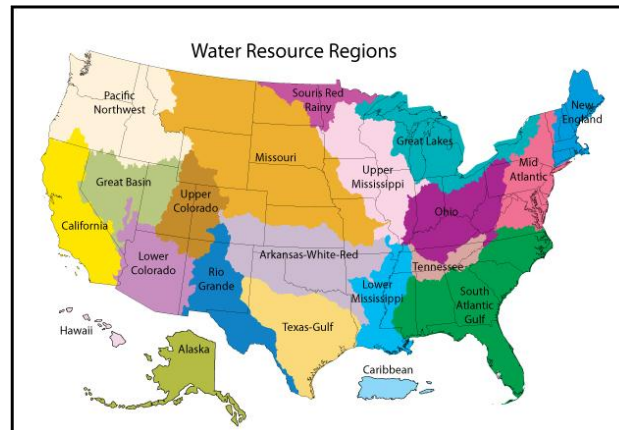 Water Resource Regions
Pacific
Northwest
Souris Red
Rainy
New
England
Missouri
Great Lakes
Upper
Mississippi
Mid
Atlantic
Great Basin
Upper
Colorado
Ohio
California
Lower
Colorado
Rio
Grande
Arkansas-White-Red
Tennessee
Lower
Mississippi
South
Atlantic
Gulf
Texas-Gulf
Hawaii
Alaska
Caribbean